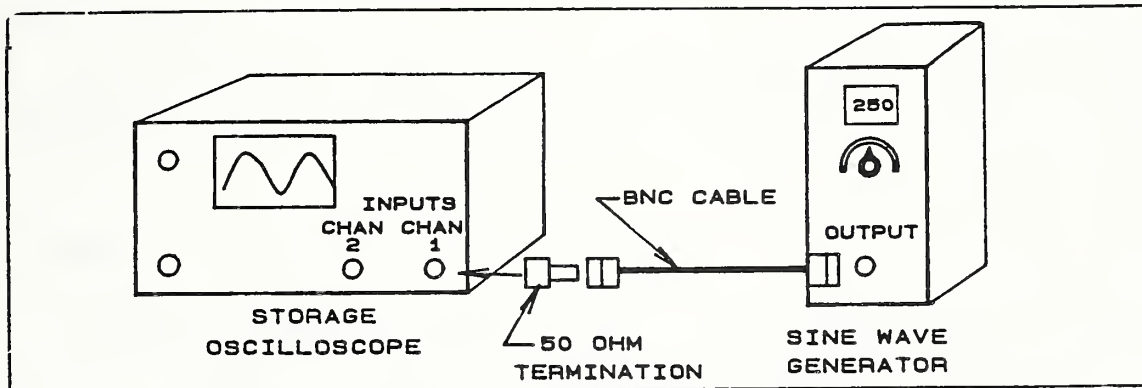 250
INPUTS
CHAN CHAN
2 1
BNC CABLE
OUTPUT
STORAGE
OSCILLOSCOPE
50 OHM
TERMINATION
SINE WAVE
GENERATOR